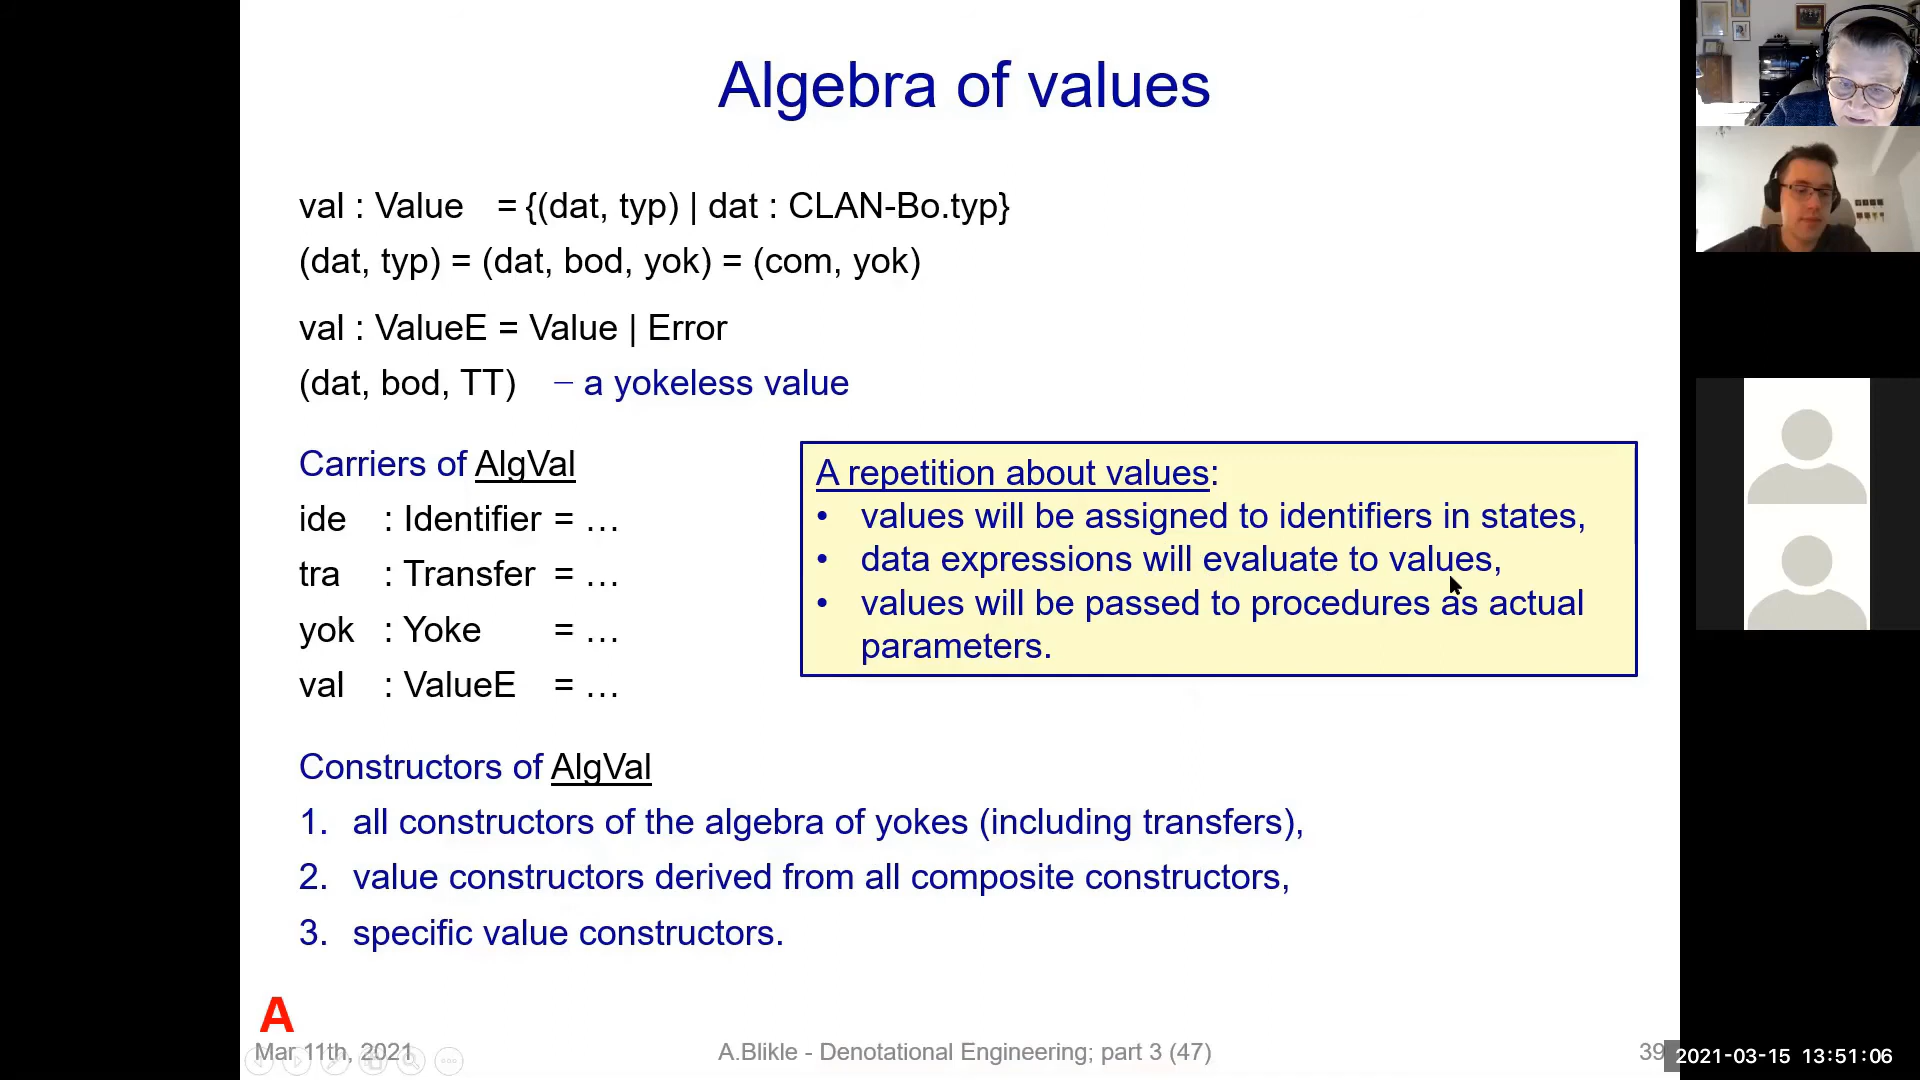 Algebra of values
val : Value = {(dat, typ) | dat : CLAN-Bo.typ}
(dat, typ) = (dat, bod, yok) = (com, yok)
val : ValueE = Value | Error
(dat, bod, TT) – a yokeless value
Carriers of AlgVal
ide : Identifier = …
tra : Transfer = …
yok : Yoke = …
val : ValueE = …
A repetition about values:
• values will be assigned to identifiers in states,
• data expressions will evaluate to values,
• values will be passed to procedures as actual
parameters.
Constructors of AlgVal
1. all constructors of the algebra of yokes (including transfers),
2. value constructors derived from all composite constructors,
3. specific value constructors.
A
Mar 11th, 2021
A.Blikle - Denotational Engineering; part 3 (47)
39
2021-03-15 13:51:06